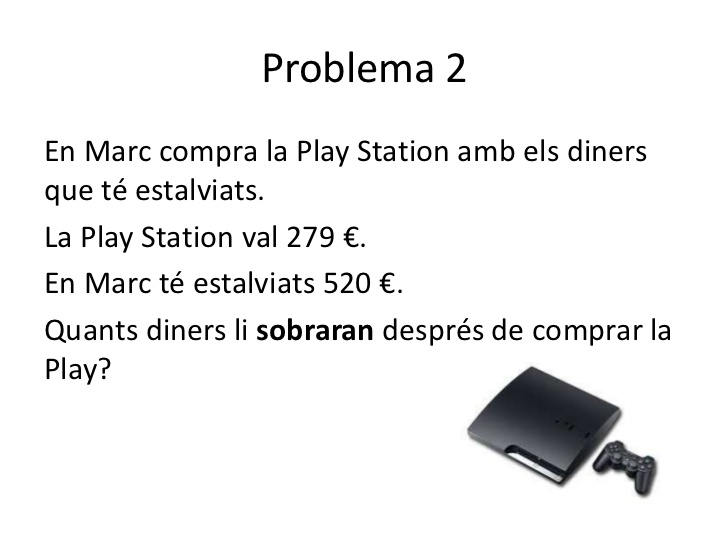 Problema 2
En Marc compra la Play Station amb els diners
que té estalviats.
La Play Station val 279 €.
En Marc té estalviats 520 €.
Quants diners li sobraran després de comprar la
Play?